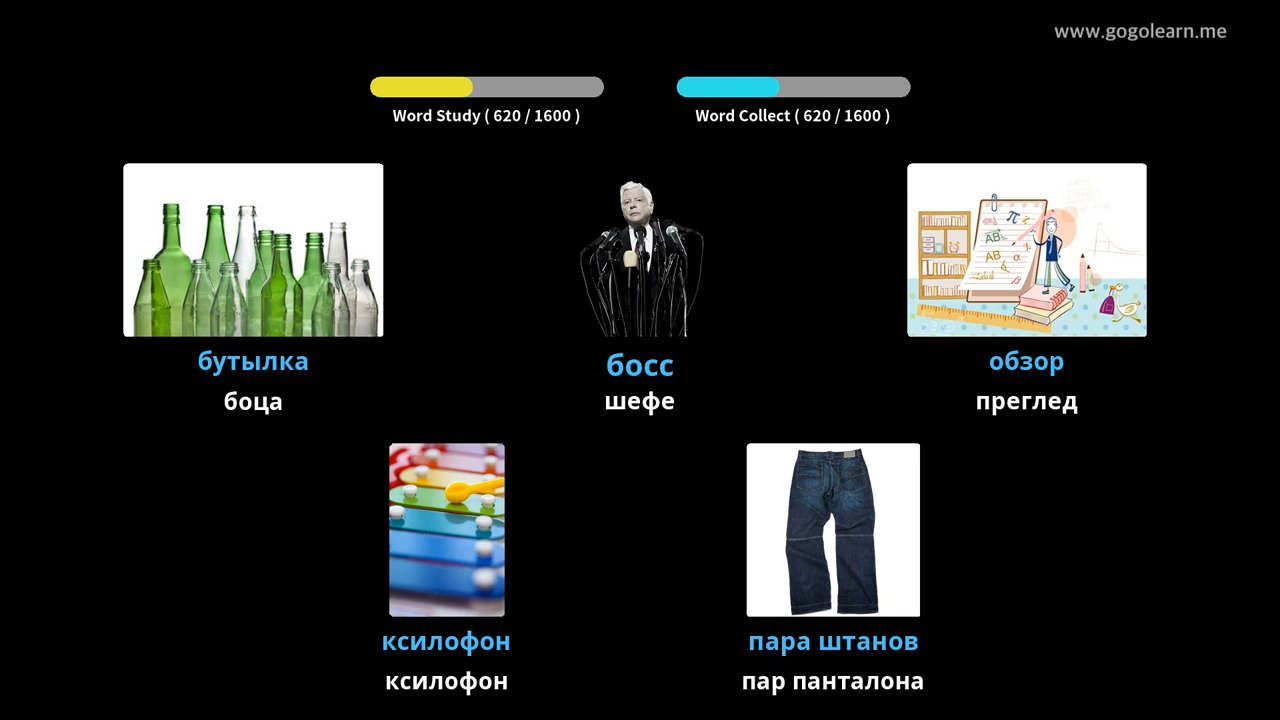 www.gogolearn.me
Word Study ( 620 / 1600 )
Word Collect ( 620 / 1600 )
бутылка
боца
босс
шефе
обзор
преглед
ксилофон
ксилофон
пара штанов
пар панталона